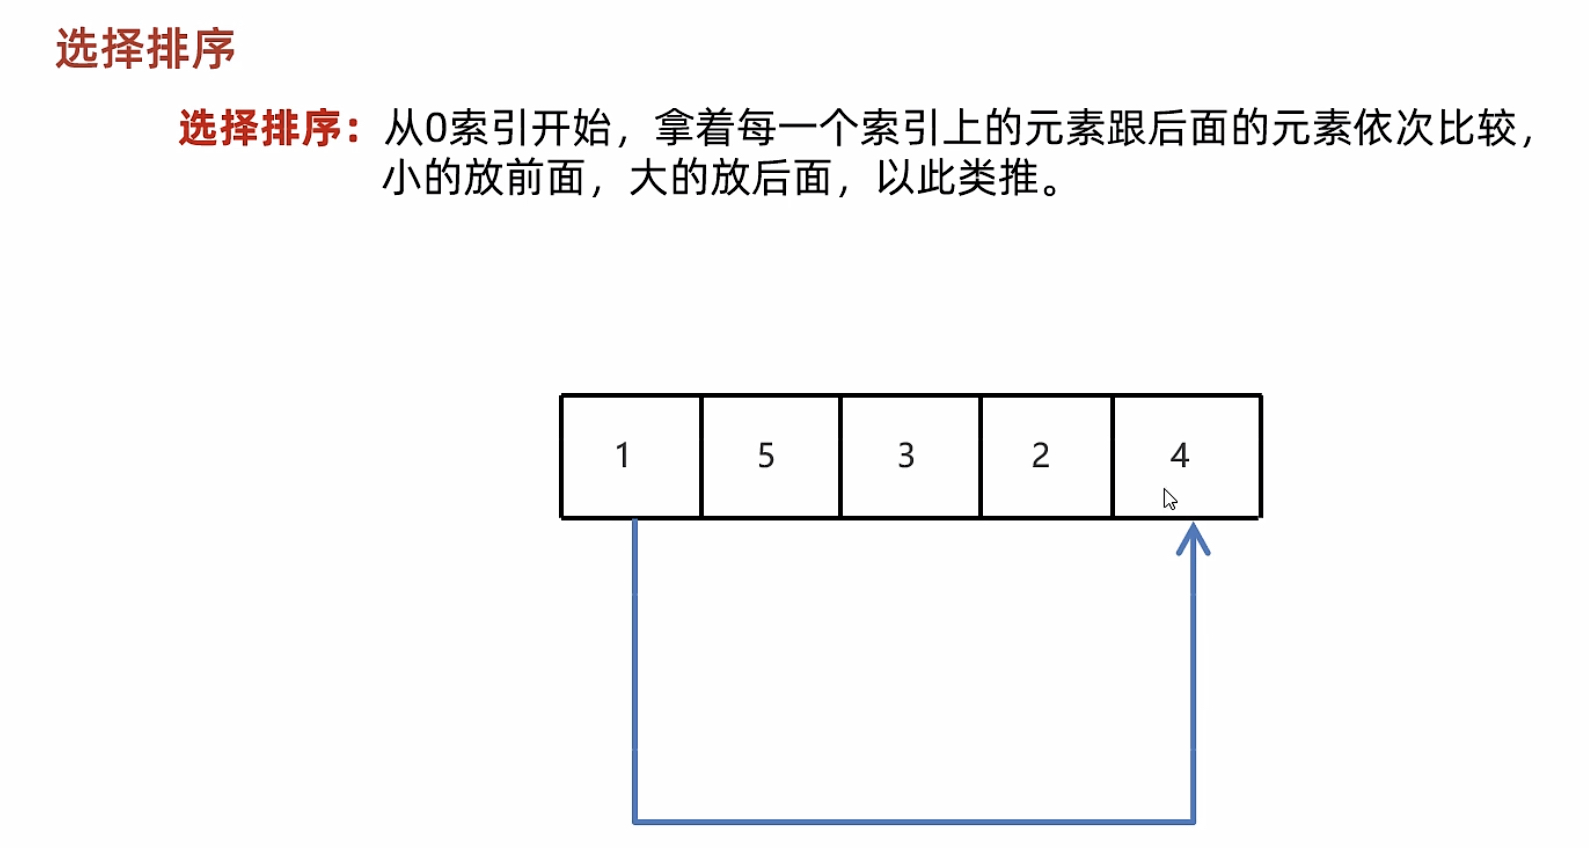 选择排序
选择排序：从0索引开始，拿着每一个索引上的元素跟后面的元素依次比较，
小的放前面，大的放后面，以此类推。
1 5 3 2 4